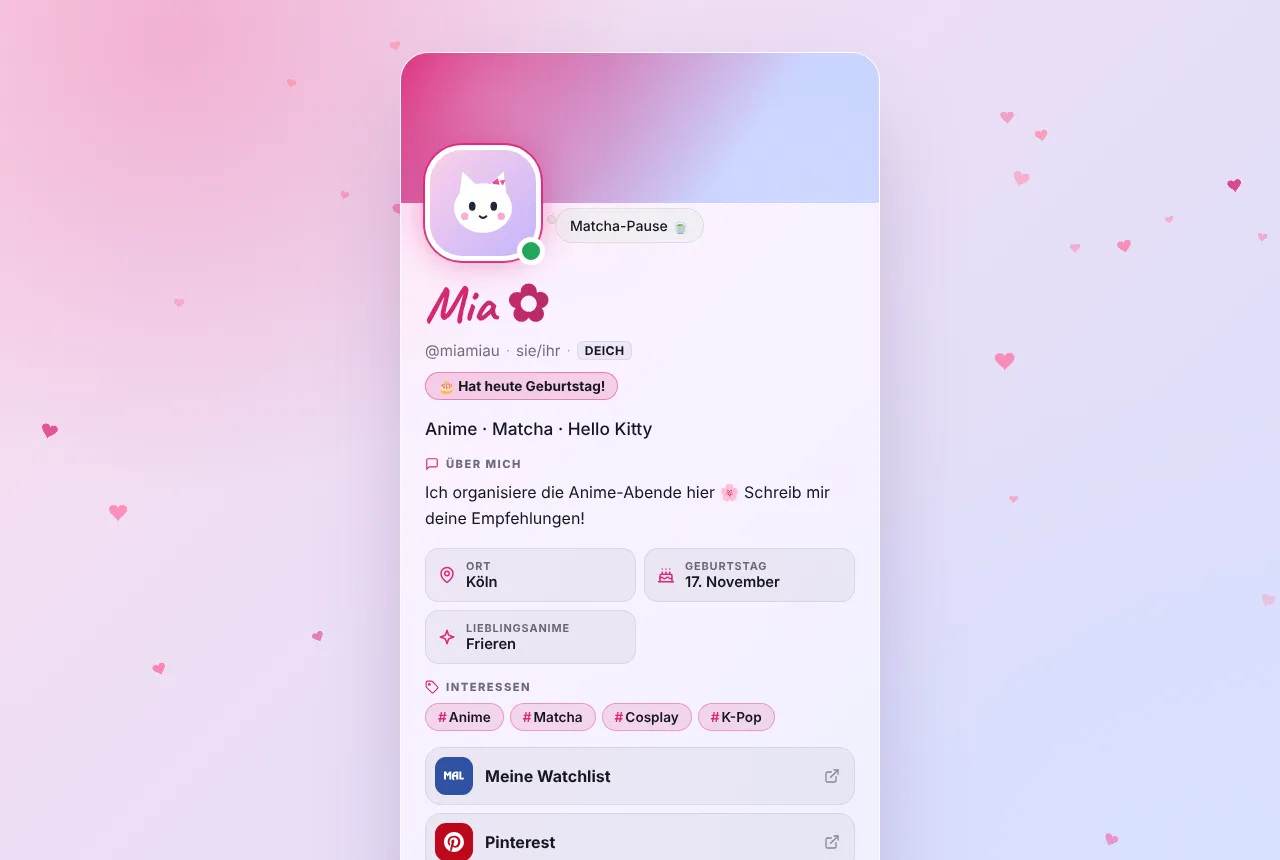 Matcha-Pause 🍵
Mia ✿
@miamiau · sie/ihr · DEICH
🎂 Hat heute Geburtstag!
Anime · Matcha · Hello Kitty
ÜBER MICH
Ich organisiere die Anime-Abende hier 🌸 Schreib mir
deine Empfehlungen!
ORT
Köln
GEBURTSTAG
17. November
LIEBLINGSANIME
Frieren
INTERESSEN
#Anime #Matcha #Cosplay #K-Pop
MAL Meine Watchlist
Pinterest